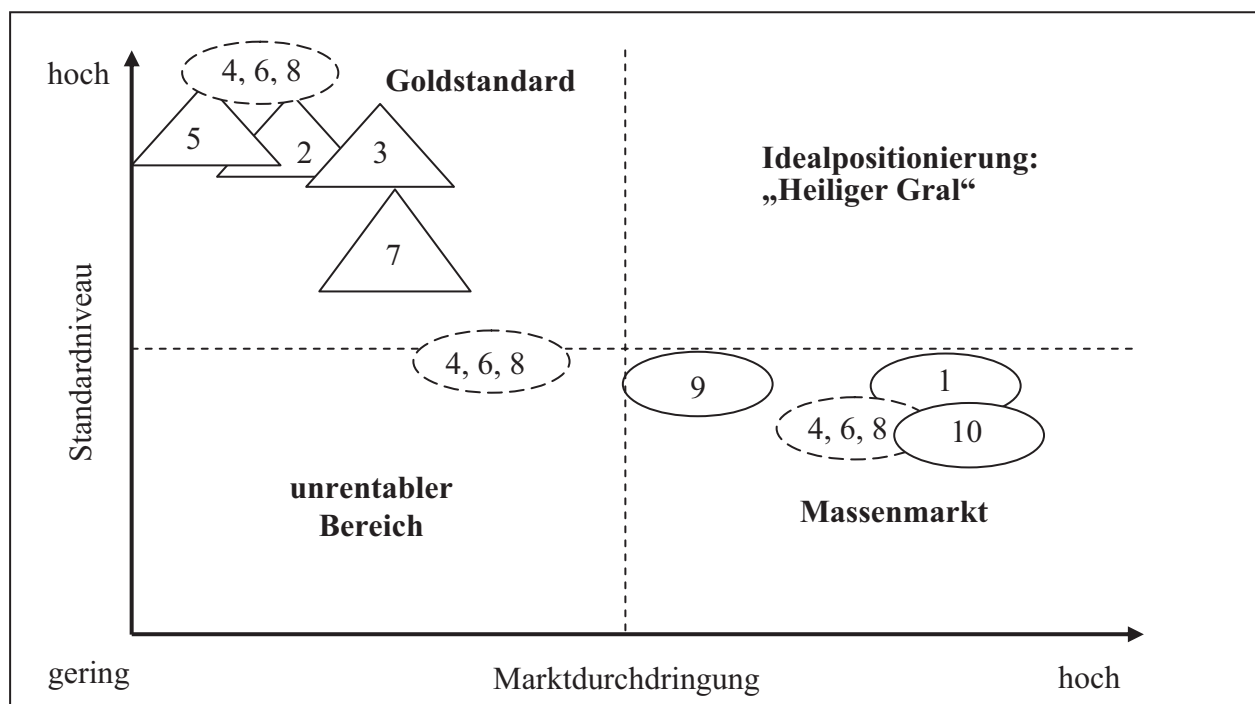 hoch
4, 6, 8
Goldstandard
5
2
3
Idealpositionierung:
„Heiliger Gral“
7
Standardniveau
4, 6, 8
9
1
4, 6, 8
10
unrentabler
Bereich
Massenmarkt
gering
Marktdurchdringung
hoch